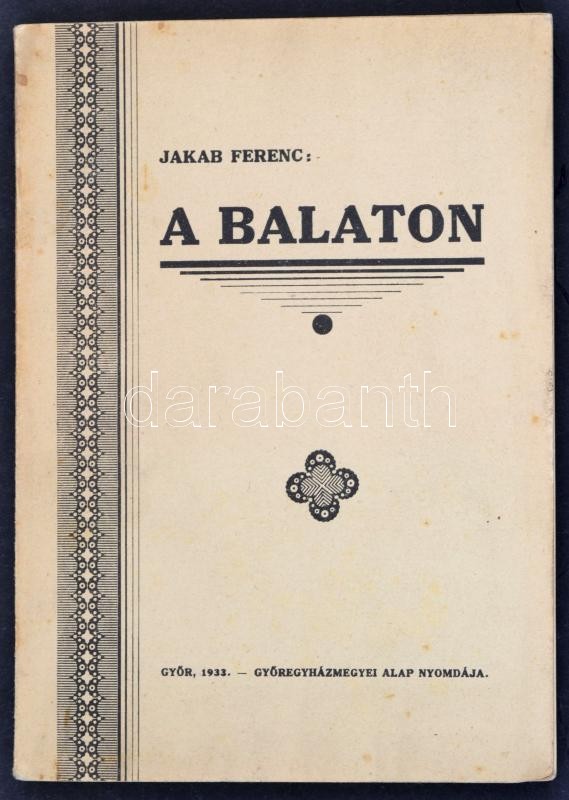 JAKAB FERENC:
A BALATON
darabanth
GYŐR, 1933. — GYŐREGYHÁZMEGYEI ALAP NYOMDÁJA.